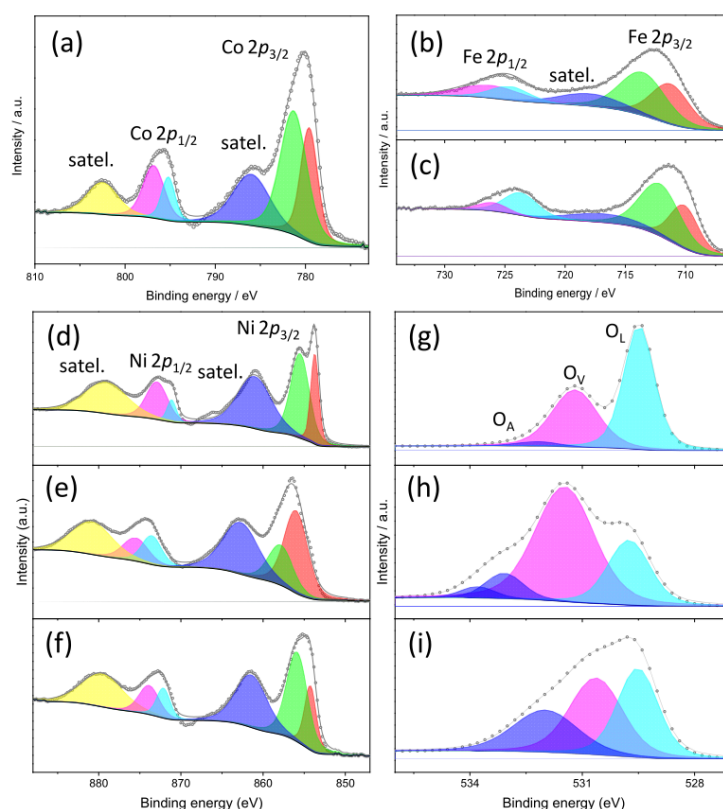 (a)
Co 2p3/2
Co 2p1/2
satel.
satel.
Intensity / a.u.
810 800 790 780
Binding energy / eV
(b)
Fe 2p3/2
Fe 2p1/2
satel.
(c)
Intensity / a.u.
730 725 720 715 710
Binding energy / eV
(d)
Ni 2p3/2
satel.
Ni 2p1/2
satel.
(e)
(f)
Intensity (a.u.)
880 870 860 850
Binding energy (eV)
(g)
OL
OV
OA
(h)
(i)
Intensity / a.u.
534 531 528
Binding energy (eV)